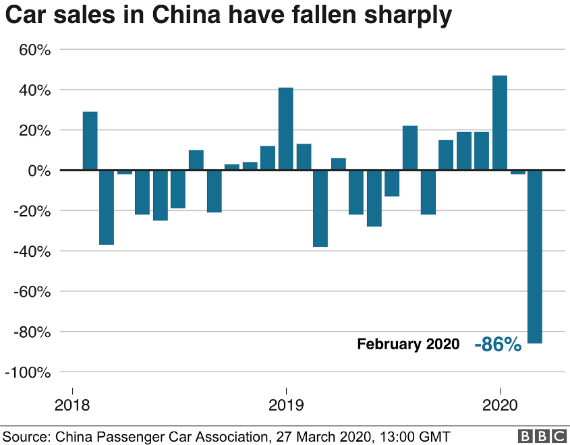 Car sales in China have fallen sharply
60%
40%
20%
0%
-20%
-40%
-60%
-80%
-100%
February 2020 -86%
2018 2019 2020
Source: China Passenger Car Association, 27 March 2020, 13:00 GMT BBC